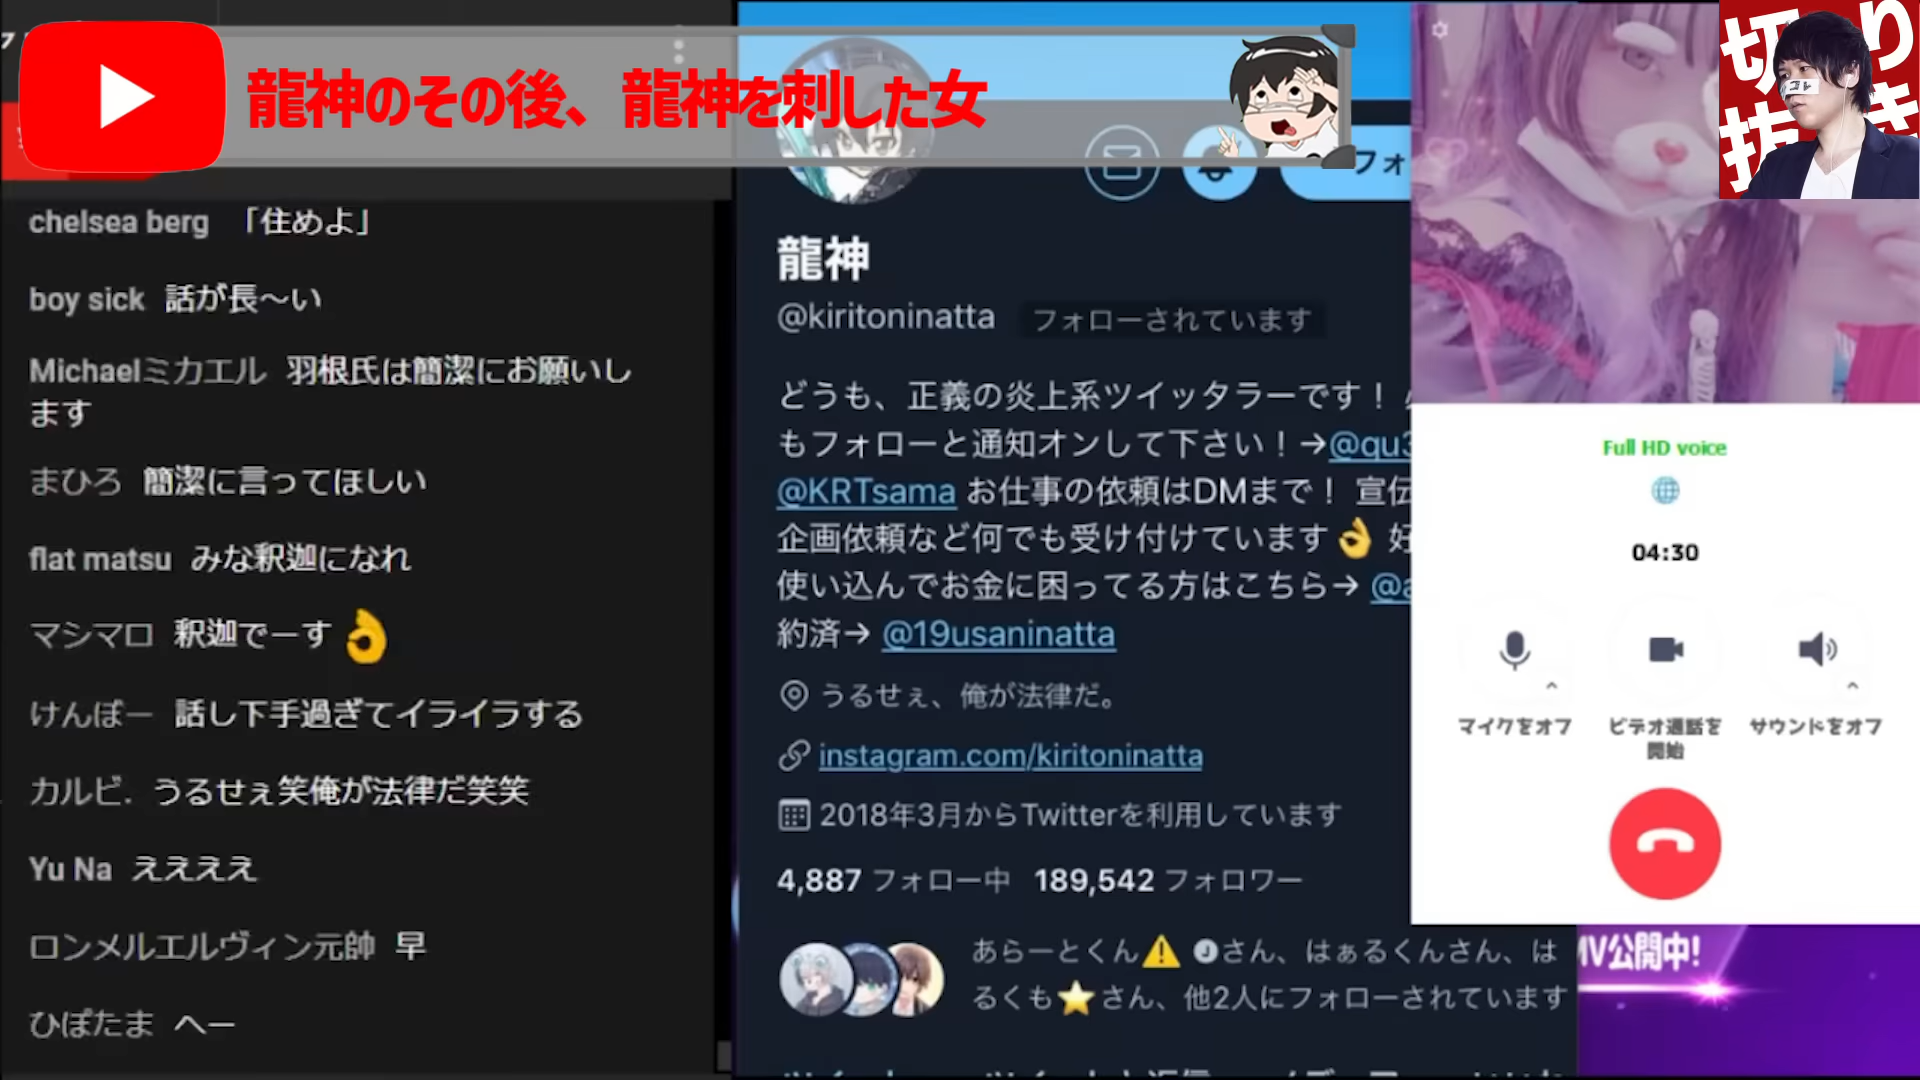 龍神のその後、龍神を刺した女
切り抜き
コレ
chelsea berg 「住めよ」
boy sick 話が長〜い
Michaelミカエル 羽根氏は簡潔にお願いし
ます
まひろ 簡潔に言ってほしい
flat matsu みな釈迦になれ
マシマロ 釈迦でーす👌
けんぽー 話し下手過ぎてイライラする
カルビ. うるせぇ笑俺が法律だ笑笑
Yu Na ええええ
ロンメルエルヴィン元帥 早
ひぽたま へー
フォ
龍神
@kiritoninatta フォローされています
どうも、正義の炎上系ツイッタラーです！
もフォローと通知オンして下さい！→@qu3
@KRTsama お仕事の依頼はDMまで！ 宣伝
企画依頼など何でも受け付けています👌 好
使い込んでお金に困ってる方はこちら→ @a
約済→ @19usaninatta
うるせぇ、俺が法律だ。
instagram.com/kiritoninatta
2018年3月からTwitterを利用しています
4,887 フォロー中 189,542 フォロワー
あらーとくん⚠️ さん、はぁるくんさん、は
るくも⭐さん、他2人にフォローされています
Full HD voice
04:30
マイクをオフ
ビデオ通話を
開始
サウンドをオフ
MV公開中!